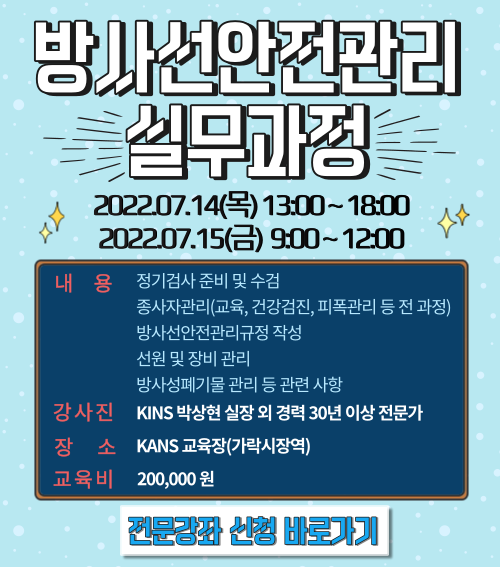 방사선안전관리
실무과정
2022.07.14(목) 13:00 ~ 18:00
2022.07.15(금) 9:00 ~ 12:00
내 용 정기검사 준비 및 수검
종사자관리(교육, 건강검진, 피폭관리 등 전 과정)
방사선안전관리규정 작성
선원 및 장비 관리
방사성폐기물 관리 등 관련 사항
강사진 KINS 박상현 실장 외 경력 30년 이상 전문가
장 소 KANS 교육장(가락시장역)
교육비 200,000 원
전문강좌 신청 바로가기